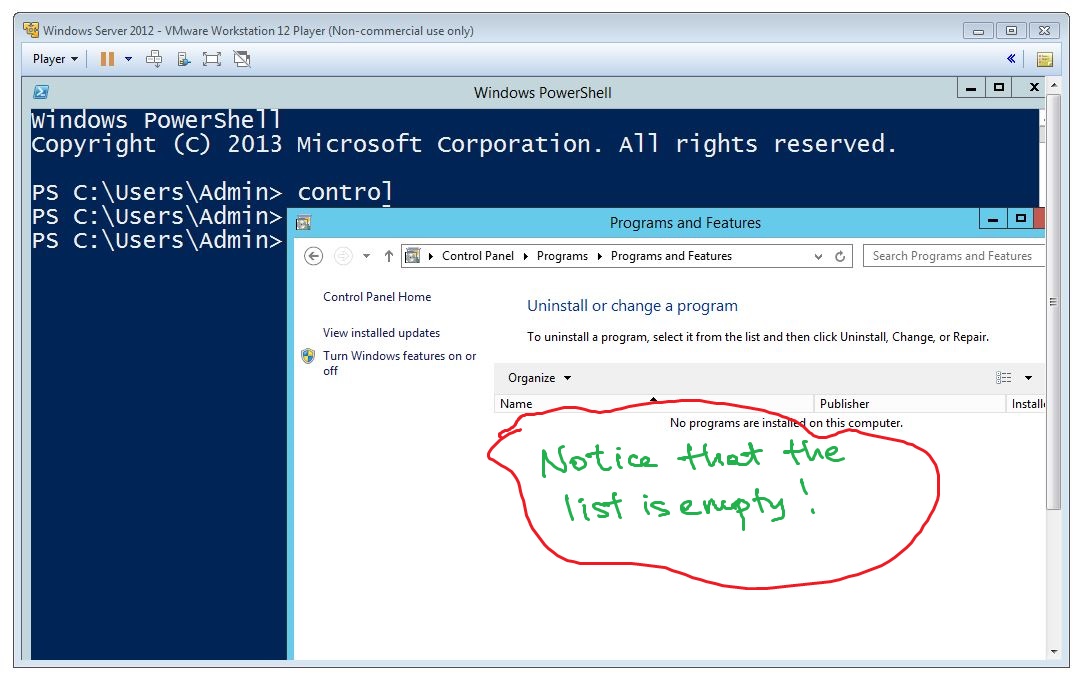 Windows Server 2012 - VMware Workstation 12 Player (Non-commercial use only)
Player
Windows PowerShell
Windows PowerShell
Copyright (C) 2013 Microsoft Corporation. All rights reserved.
PS C:\Users\Admin> control
PS C:\Users\Admin>
PS C:\Users\Admin>
Programs and Features
Control Panel Programs Programs and Features
Search Programs and Features
Control Panel Home
View installed updates
Turn Windows features on or
off
Uninstall or change a program
To uninstall a program, select it from the list and then click Uninstall, Change, or Repair.
Organize
Name Publisher
No programs are installed on this computer.
Notice that the
list is empty!